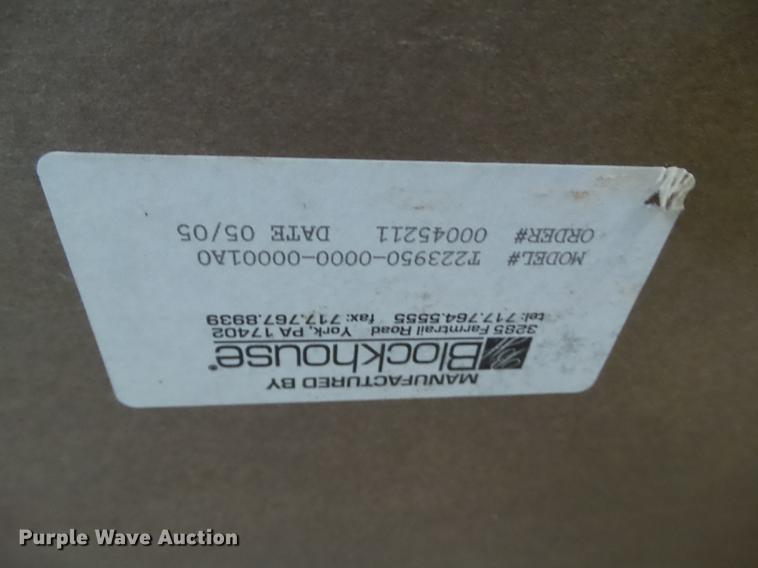 MANUFACTURED BY
Blockhouse®
3285 Farmtrail Road York, PA 17402
tel: 717.764.5555 fax: 717.767.8939
MODEL# T223950-0000-00001A0
ORDER# 00045211 DATE 05/05
Purple Wave Auction®